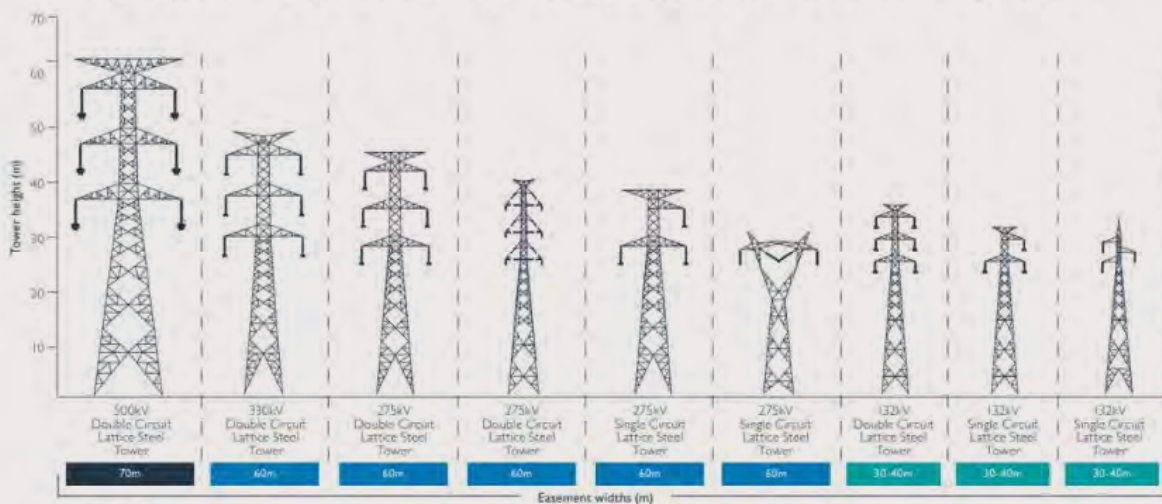 70
60
50
40
30
20
10
Tower heights (m)
500kV
Double Circuit
Lattice Steel
Tower
70m
330kV
Double Circuit
Lattice Steel
Tower
60m
275kV
Double Circuit
Lattice Steel
Tower
60m
275kV
Double Circuit
Lattice Steel
Tower
60m
275kV
Single Circuit
Lattice Steel
Tower
60m
275kV
Single Circuit
Lattice Steel
Tower
60m
132kV
Double Circuit
Lattice Steel
Tower
30-40m
132kV
Single Circuit
Lattice Steel
Tower
30-40m
132kV
Single Circuit
Lattice Steel
Tower
30-40m
Easement widths (m)